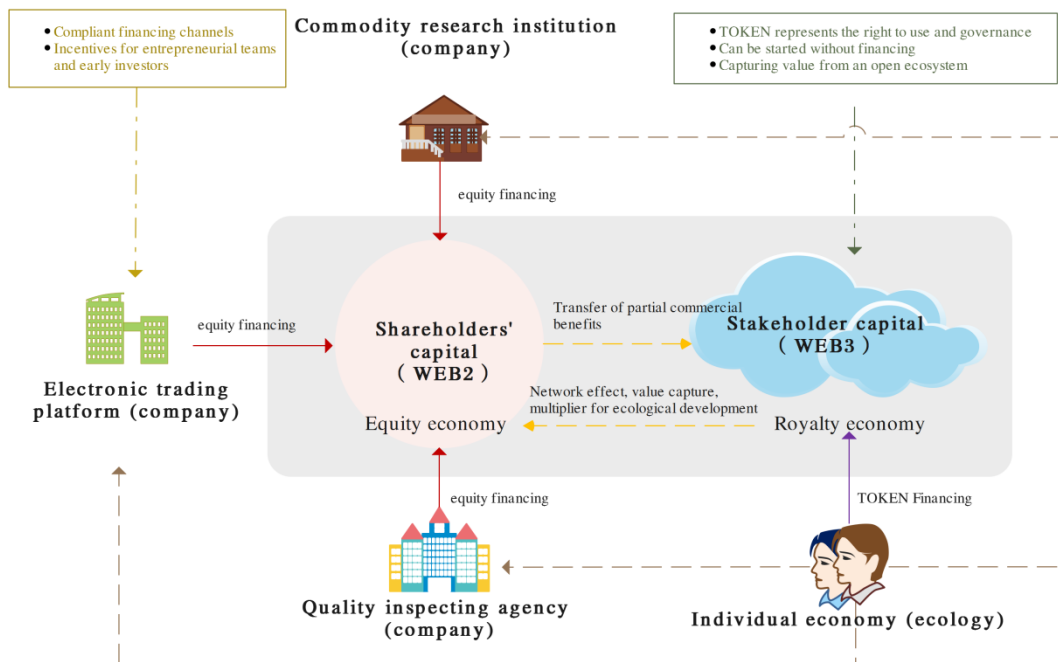 ● Compliant financing channels
● Incentives for entrepreneurial teams
and early investors
Commodity research institution
(company)
● TOKEN represents the right to use and governance
● Can be started without financing
● Capturing value from an open ecosystem
equity financing
equity financing
Electronic trading
platform (company)
Shareholders'
capital
( WEB2 )
Equity economy
Transfer of partial commercial
benefits
Network effect, value capture,
multiplier for ecological development
Stakeholder capital
( WEB3 )
Royalty economy
equity financing
TOKEN Financing
Quality inspecting agency
(company)
Individual economy (ecology)